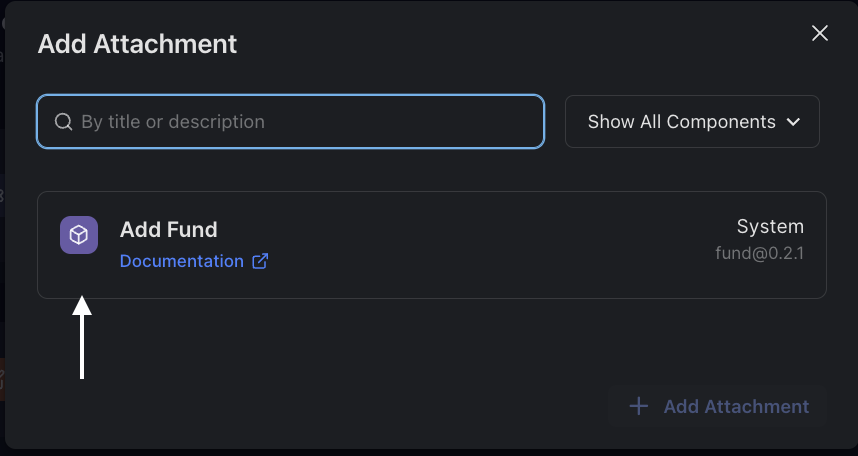 Add Attachment
By title or description
Show All Components
Add Fund
System
Documentation
fund@0.2.1
Add Attachment